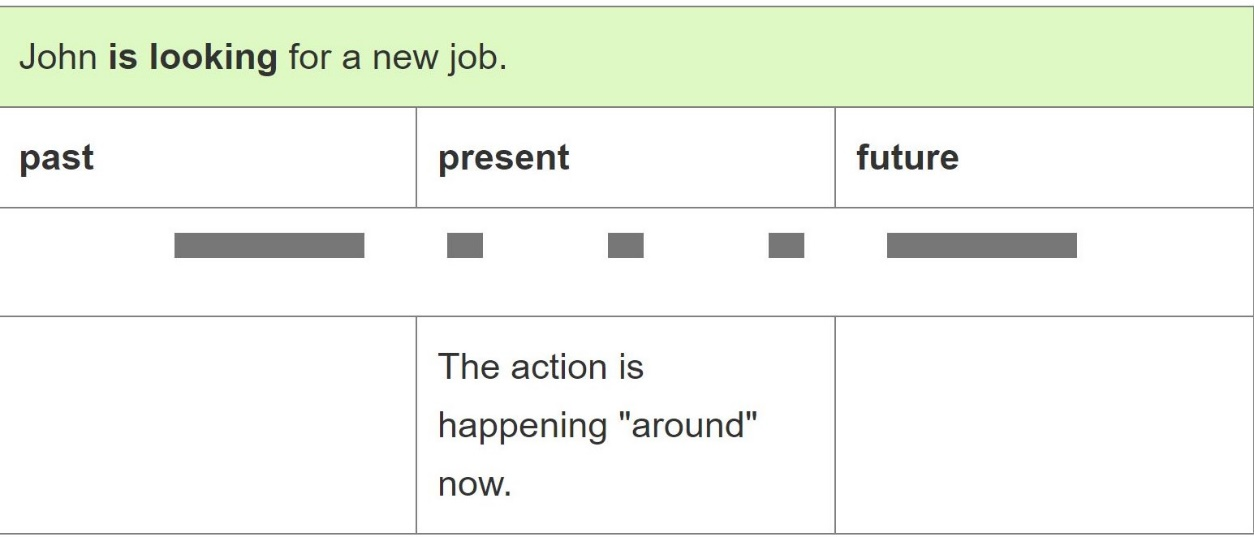 John is looking for a new job.
past present future
The action is
happening "around"
now.